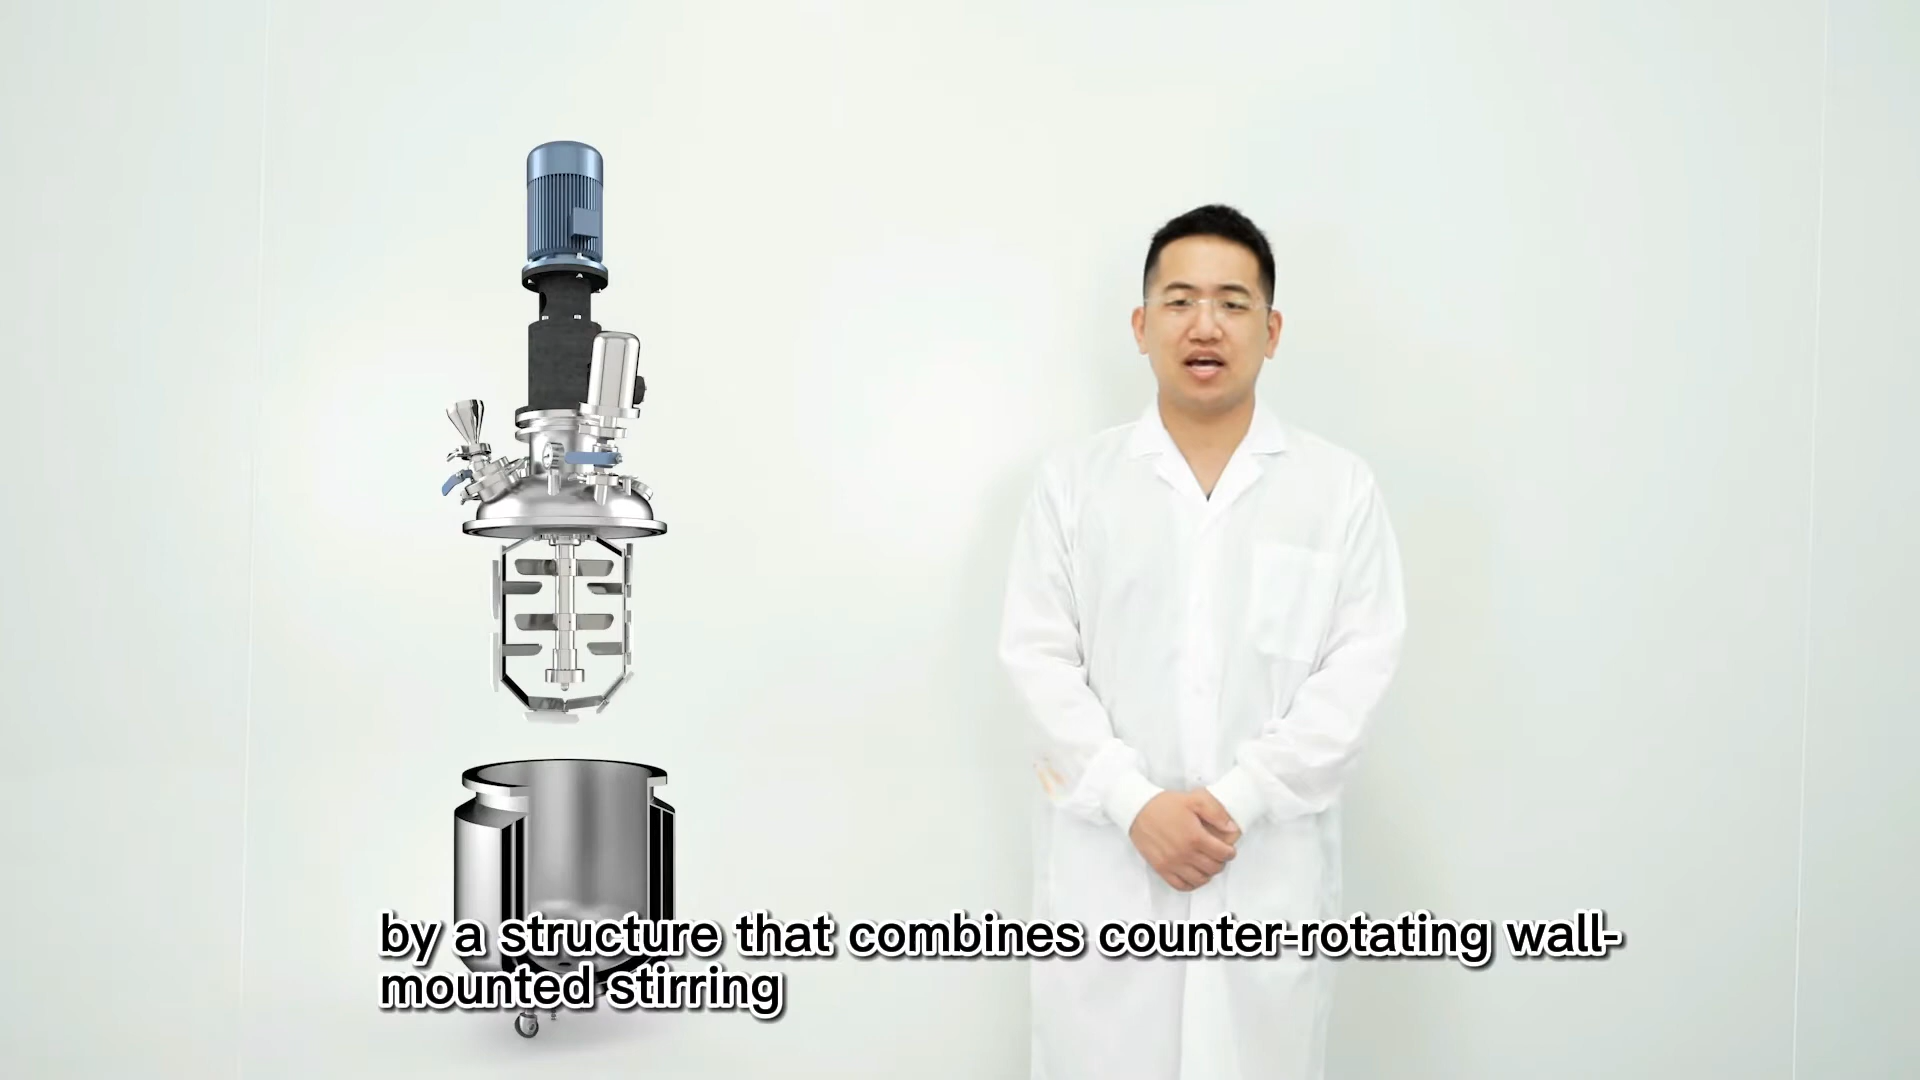 by a structure that combines counter-rotating wall-
mounted stirring